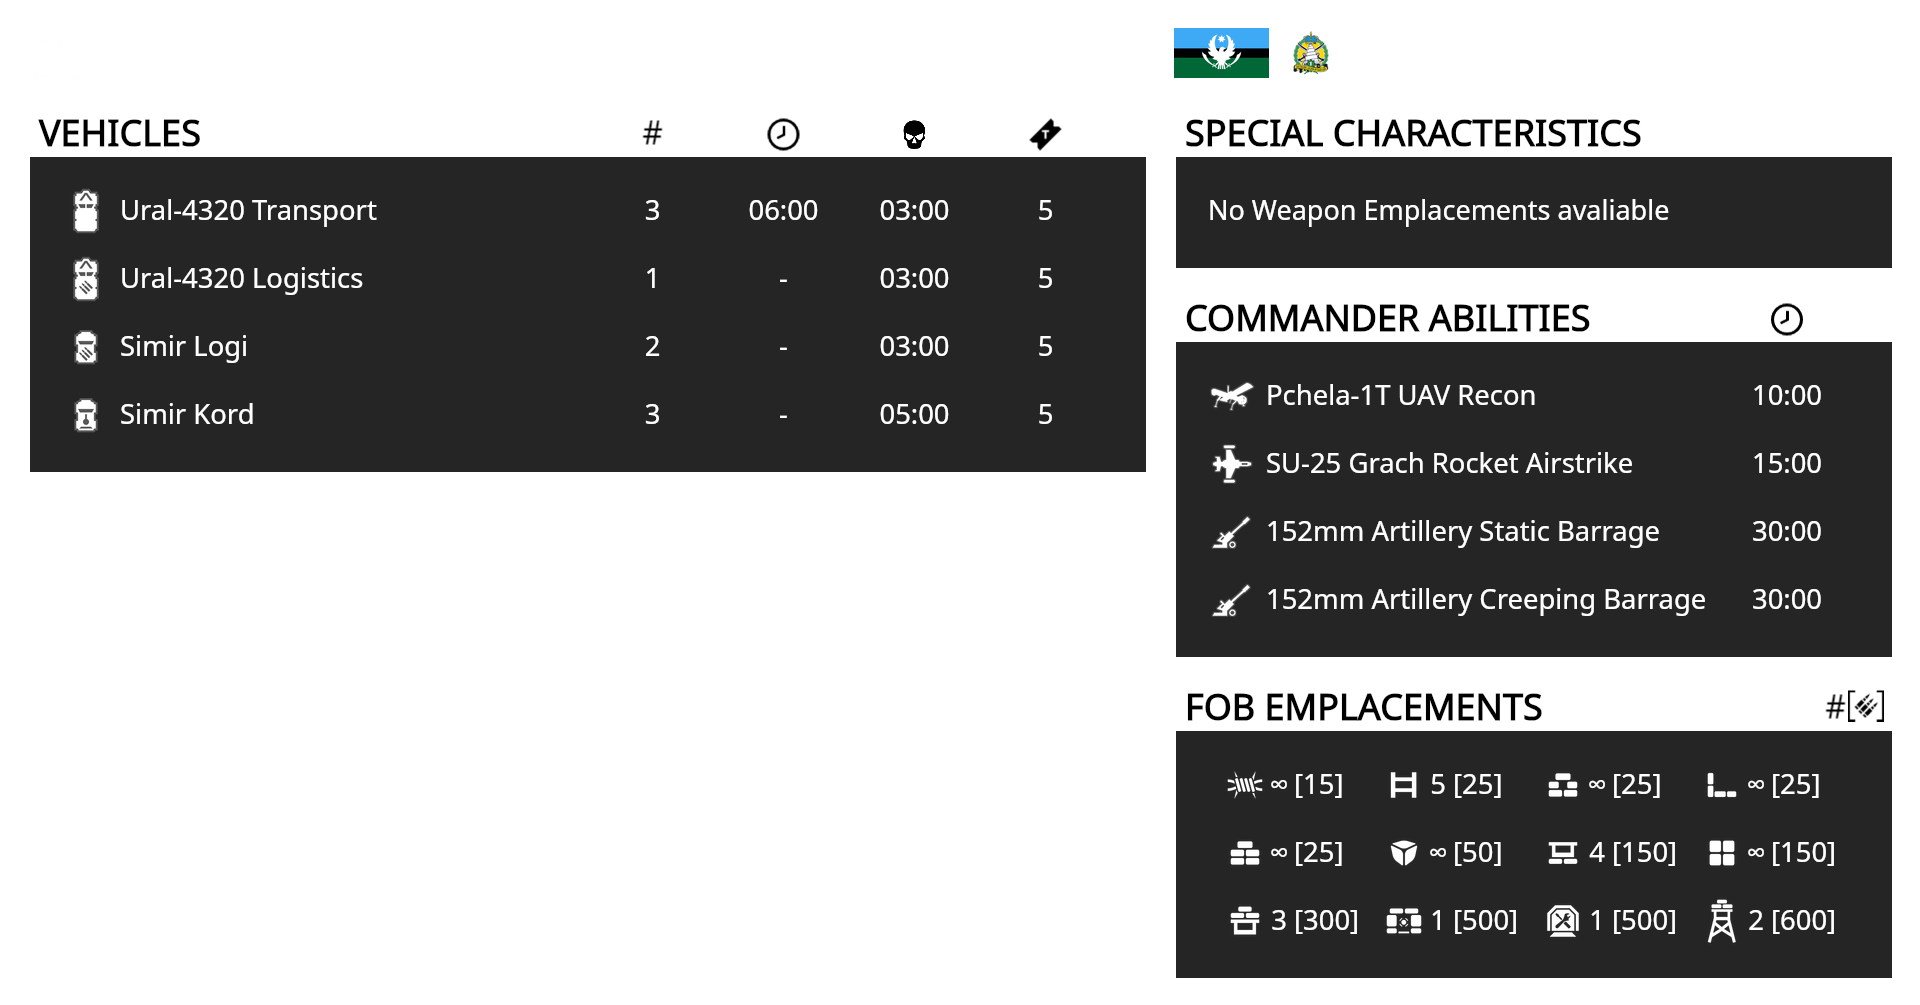 VEHICLES #
Ural-4320 Transport 3 06:00 03:00 5
Ural-4320 Logistics 1 - 03:00 5
Simir Logi 2 - 03:00 5
Simir Kord 3 - 05:00 5
SPECIAL CHARACTERISTICS
No Weapon Emplacements avaliable
COMMANDER ABILITIES
Pchela-1T UAV Recon 10:00
SU-25 Grach Rocket Airstrike 15:00
152mm Artillery Static Barrage 30:00
152mm Artillery Creeping Barrage 30:00
FOB EMPLACEMENTS #[]
∞ [15] 5 [25] ∞ [25] ∞ [25]
∞ [25] ∞ [50] 4 [150] ∞ [150]
3 [300] 1 [500] 1 [500] 2 [600]